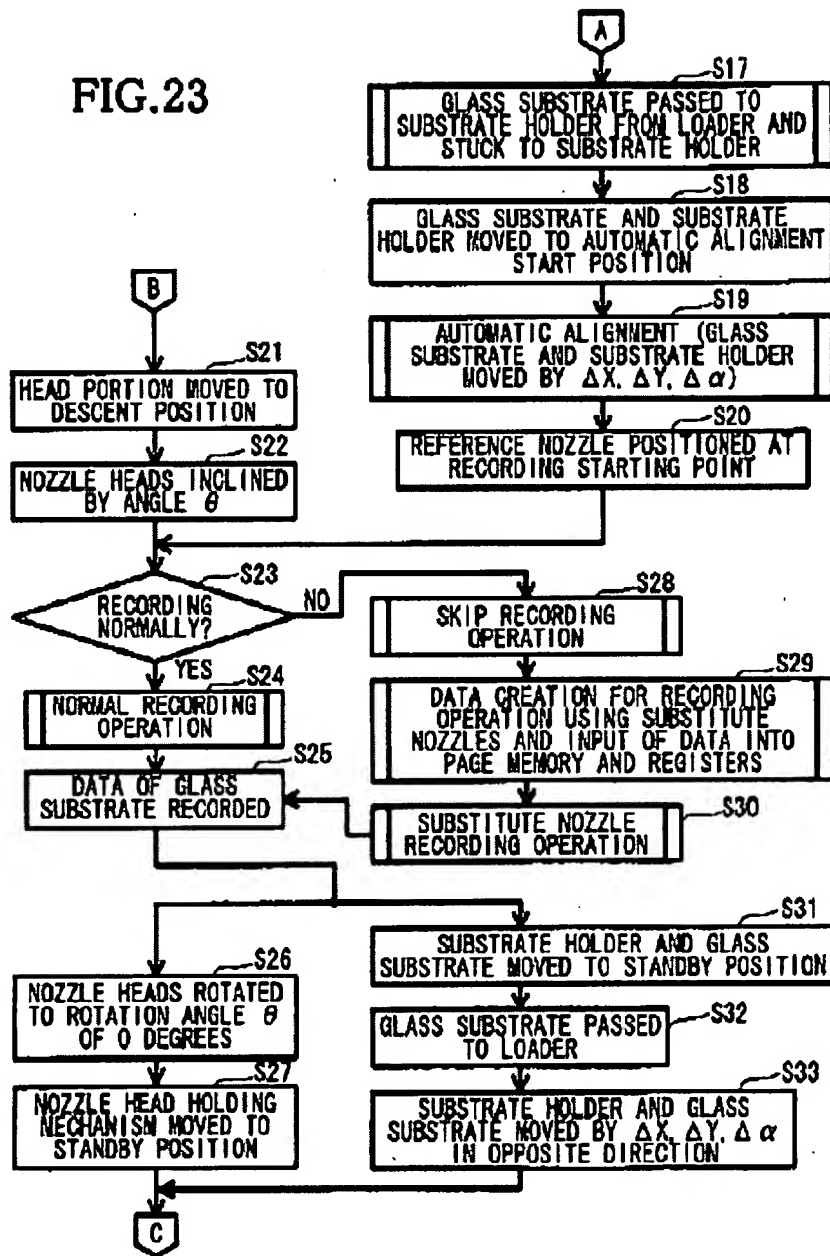 FIG.23
A
S17
GLASS SUBSTRATE PASSED TO
SUBSTRATE HOLDER FROM LOADER AND
STUCK TO SUBSTRATE HOLDER
S18
GLASS SUBSTRATE AND SUBSTRATE
HOLDER MOVED TO AUTOMATIC ALIGNMENT
START POSITION
S19
AUTOMATIC ALIGNMENT (GLASS
SUBSTRATE AND SUBSTRATE HOLDER
MOVED BY ΔX, ΔY, Δα)
S20
REFERENCE NOZZLE POSITIONED AT
RECORDING STARTING POINT
B
S21
HEAD PORTION MOVED TO
DESCENT POSITION
S22
NOZZLE HEADS INCLINED
BY ANGLE θ
S23
RECORDING
NORMALLY?
NO
YES
S24
NORMAL RECORDING
OPERATION
S25
DATA OF GLASS
SUBSTRATE RECORDED
S28
SKIP RECORDING
OPERATION
S29
DATA CREATION FOR RECORDING
OPERATION USING SUBSTITUTE
NOZZLES AND INPUT OF DATA INTO
PAGE MEMORY AND REGISTERS
S30
SUBSTITUTE NOZZLE
RECORDING OPERATION
S26
NOZZLE HEADS ROTATED
TO ROTATION ANGLE θ
OF 0 DEGREES
S27
NOZZLE HEAD HOLDING
MECHANISM MOVED TO
STANDBY POSITION
S31
SUBSTRATE HOLDER AND GLASS
SUBSTRATE MOVED TO STANDBY POSITION
S32
GLASS SUBSTRATE PASSED
TO LOADER
S33
SUBSTRATE HOLDER AND GLASS
SUBSTRATE MOVED BY ΔX, ΔY, Δα
IN OPPOSITE DIRECTION
C